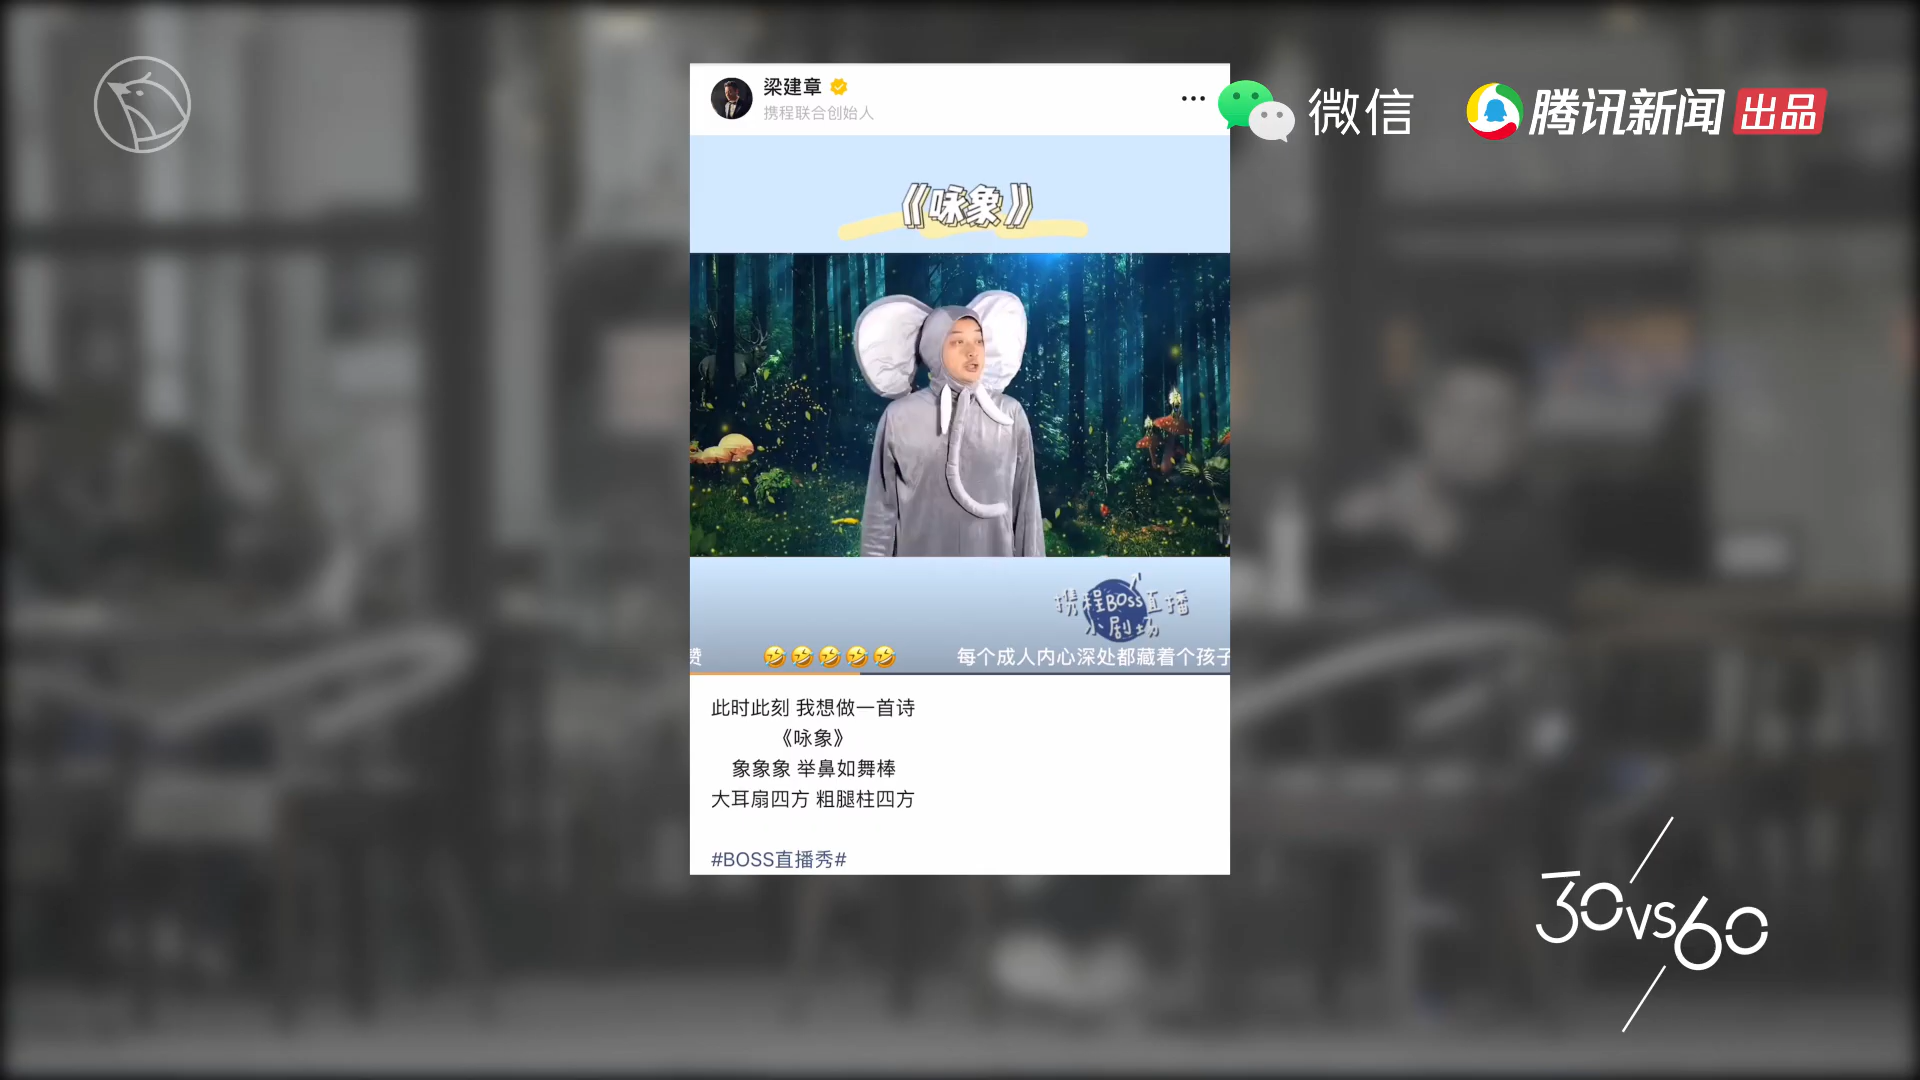 梁建章
携程联合创始人
微信
腾讯新闻 出品
《咏象》
携程BOSS直播
小剧场
赞 🤣🤣🤣🤣🤣 每个成人内心深处都藏着个孩子
此时此刻 我想做一首诗
《咏象》
象象象 举鼻如舞棒
大耳扇四方 粗腿柱四方
#BOSS直播秀#
30vs60